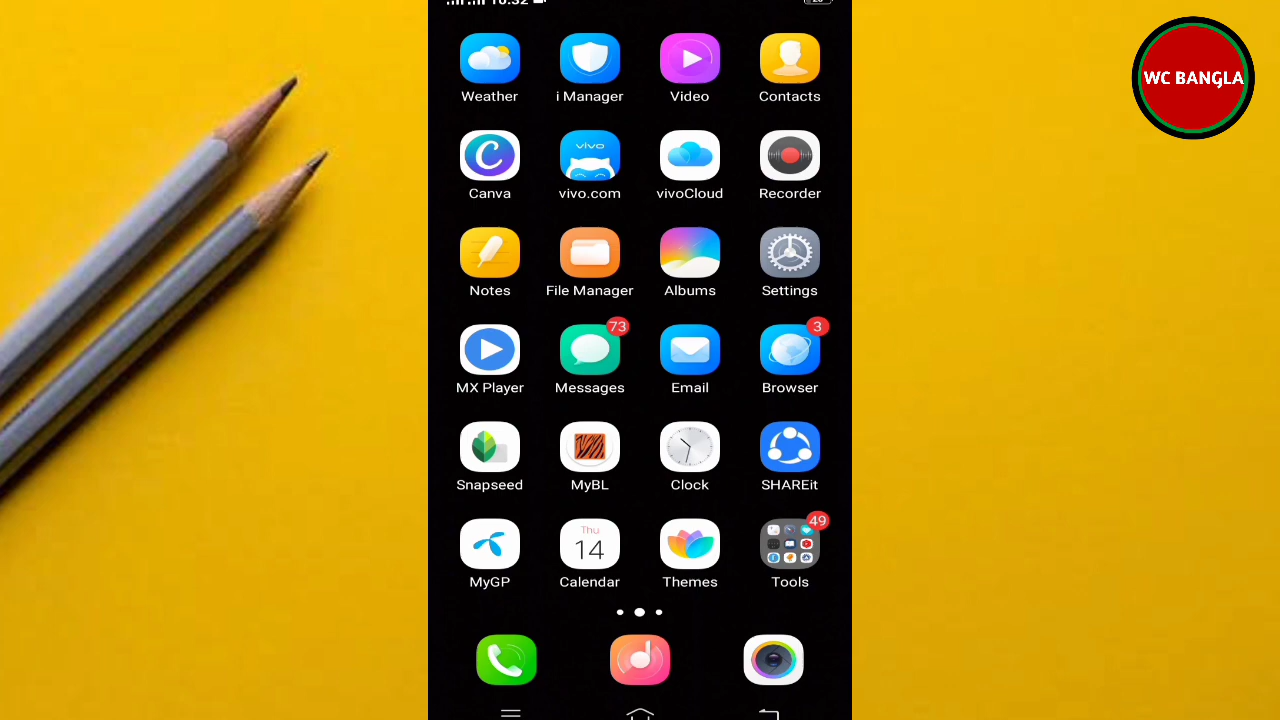 WC BANGLA
Weather i Manager Video Contacts
vivo
Canva vivo.com vivoCloud Recorder
Notes File Manager Albums Settings
73 3
MX Player Messages Email Browser
Snapseed MyBL Clock SHAREit
49
Thu
14
MyGP Calendar Themes Tools